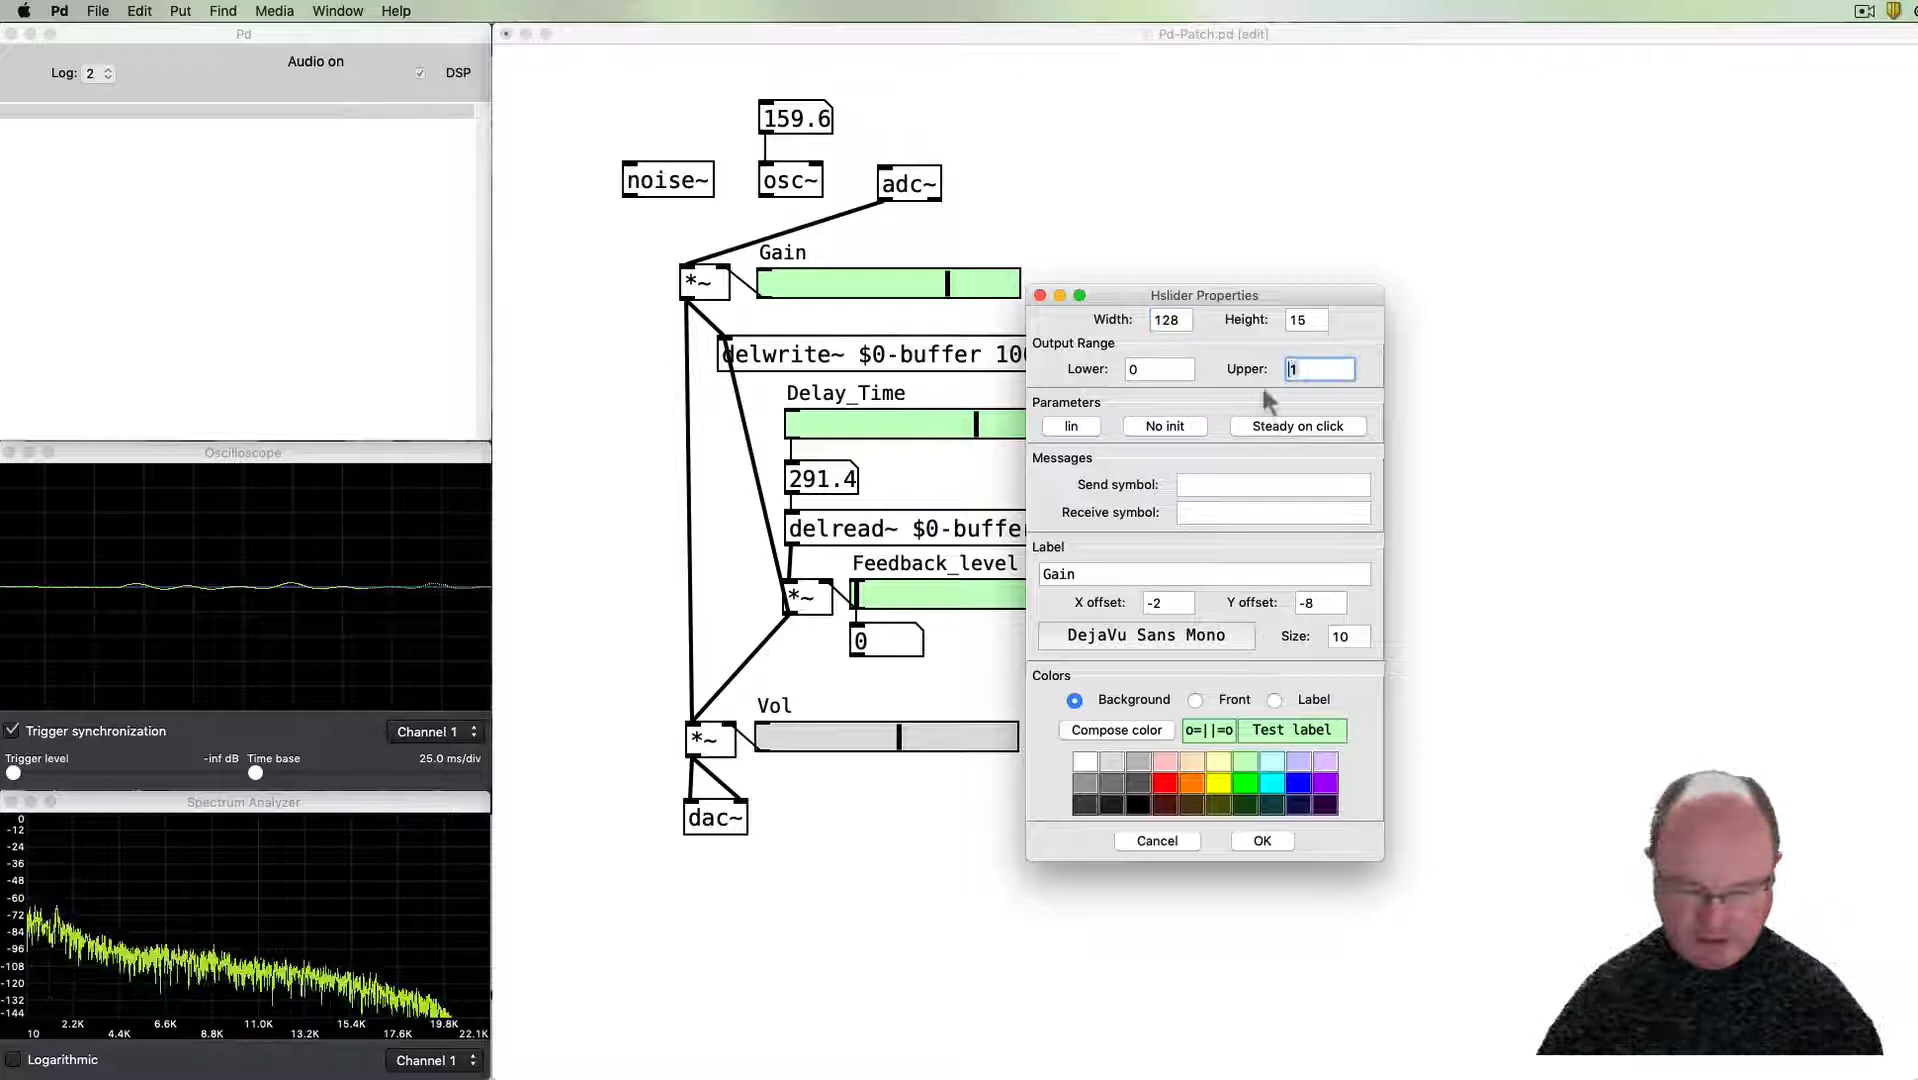 Pd File Edit Put Find Media Window Help
Pd
Audio on
Log: 2
DSP
Pd-Patch.pd [edit]
159.6
noise~
osc~
adc~
Gain
*~
delwrite~ $0-buffer 100
Delay_Time
291.4
delread~ $0-buffe
Feedback_level
*~
0
Vol
*~
dac~
Hslider Properties
Width: 128 Height: 15
Output Range
Lower: 0 Upper: 1
Parameters
lin No init Steady on click
Messages
Send symbol:
Receive symbol:
Label
Gain
X offset: -2 Y offset: -8
DejaVu Sans Mono Size: 10
Colors
Background Front Label
Compose color o=||=o Test label
Cancel OK
Oscilloscope
Trigger synchronization Channel 1
Trigger level -inf dB Time base 25.0 ms/div
Spectrum Analyzer
0
-12
-24
-36
-48
-60
-72
-84
-96
-108
-120
-132
-144
2.2K 6.6K 11.0K 15.4K 19.8K
10 4.4K 8.8K 13.2K 17.6K 22.1K
Logarithmic Channel 1